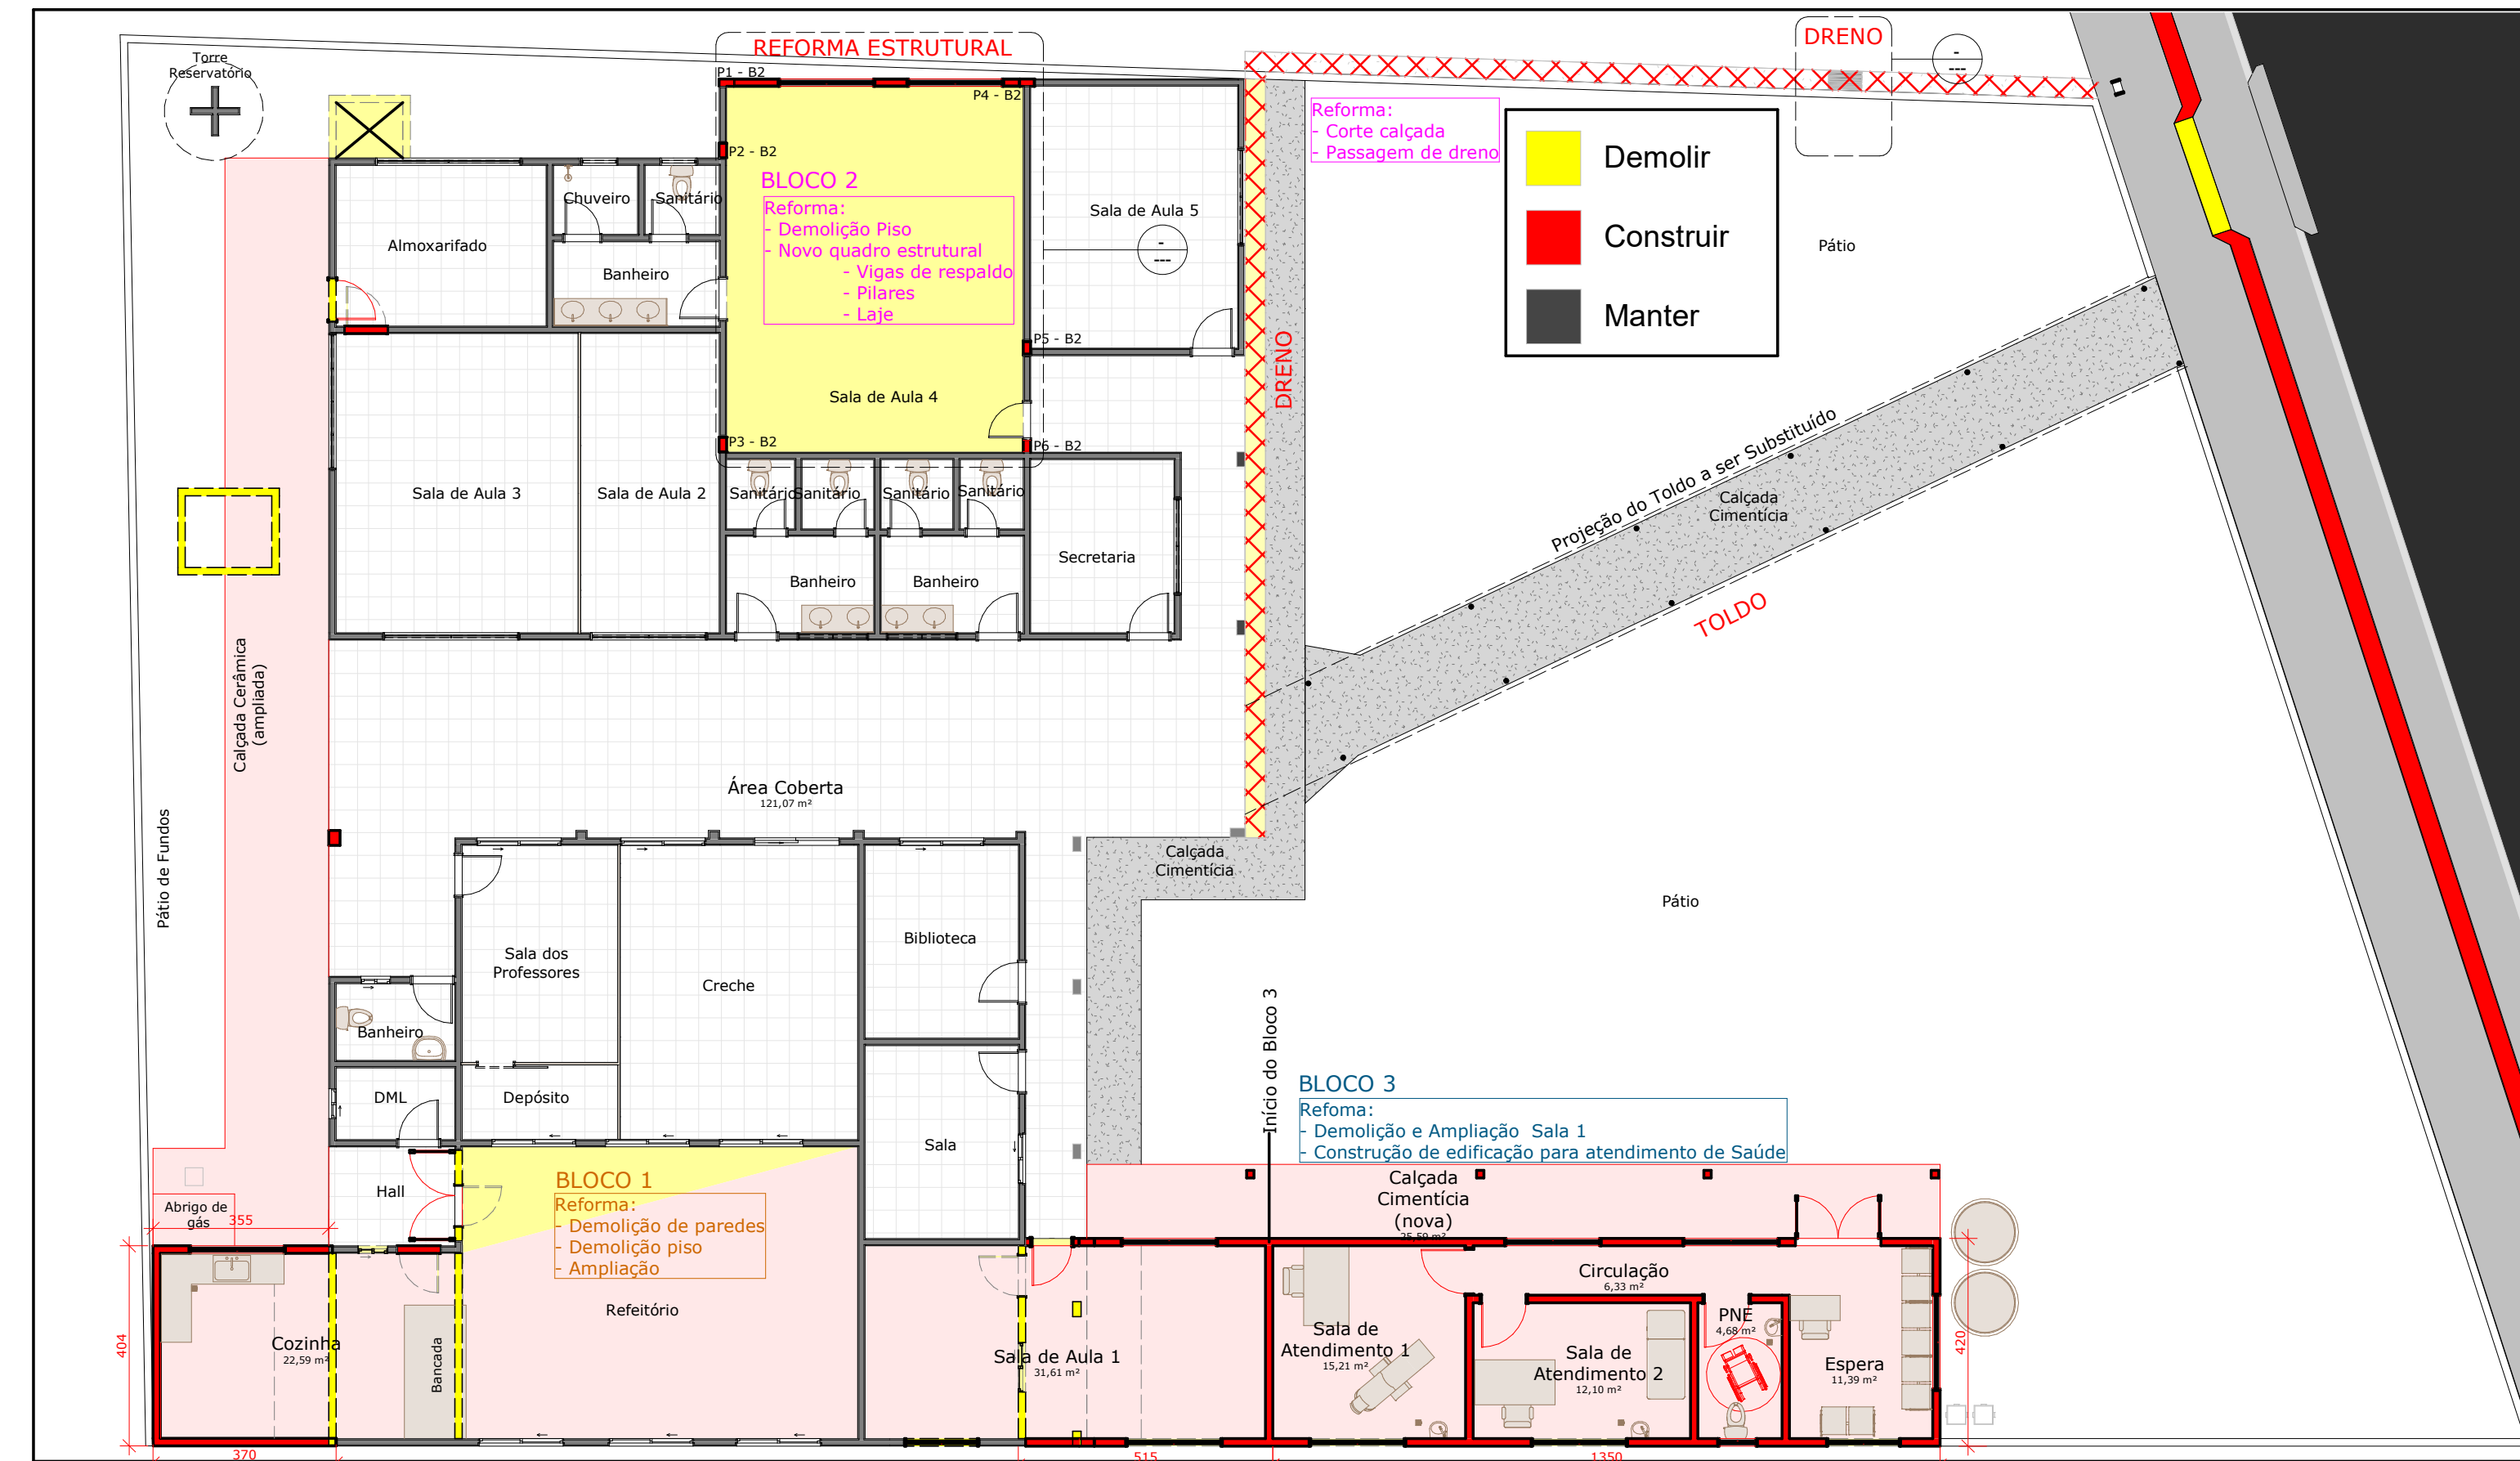 Torre
Reservatório
REFORMA ESTRUTURAL
P1 - B2
P4 - B2
P2 - B2
DRENO
-
---
Reforma:
- Corte calçada
- Passagem de dreno
Demolir
Construir
Manter
BLOCO 2
Reforma:
- Demolição Piso
- Novo quadro estrutural
- Vigas de respaldo
- Pilares
- Laje
Chuveiro
Sanitário
Almoxarifado
Banheiro
Sala de Aula 5
-
---
Pátio
P5 - B2
DRENO
Sala de Aula 4
P3 - B2
P6 - B2
Sala de Aula 3
Sala de Aula 2
Sanitário
Sanitário
Sanitário
Sanitário
Banheiro
Banheiro
Secretaria
Projeção do Toldo a ser Substituído
Calçada
Cimentícia
TOLDO
Calçada Cerâmica
(ampliada)
Pátio de Fundos
Área Coberta
121,07 m²
Calçada
Cimentícia
Pátio
Sala dos
Professores
Creche
Biblioteca
Banheiro
DML
Depósito
Sala
Início do Bloco 3
BLOCO 3
Refoma:
- Demolição e Ampliação Sala 1
- Construção de edificação para atendimento de Saúde
Hall
BLOCO 1
Reforma:
- Demolição de paredes
- Demolição piso
- Ampliação
Abrigo de
gás
355
Calçada
Cimentícia
(nova)
25,59 m²
Cozinha
22,59 m²
Bancada
Refeitório
Sala de Aula 1
31,61 m²
Sala de
Atendimento 1
15,21 m²
Circulação
6,33 m²
Sala de
Atendimento 2
12,10 m²
PNE
4,68 m²
Espera
11,39 m²
404
420
370
515
1350